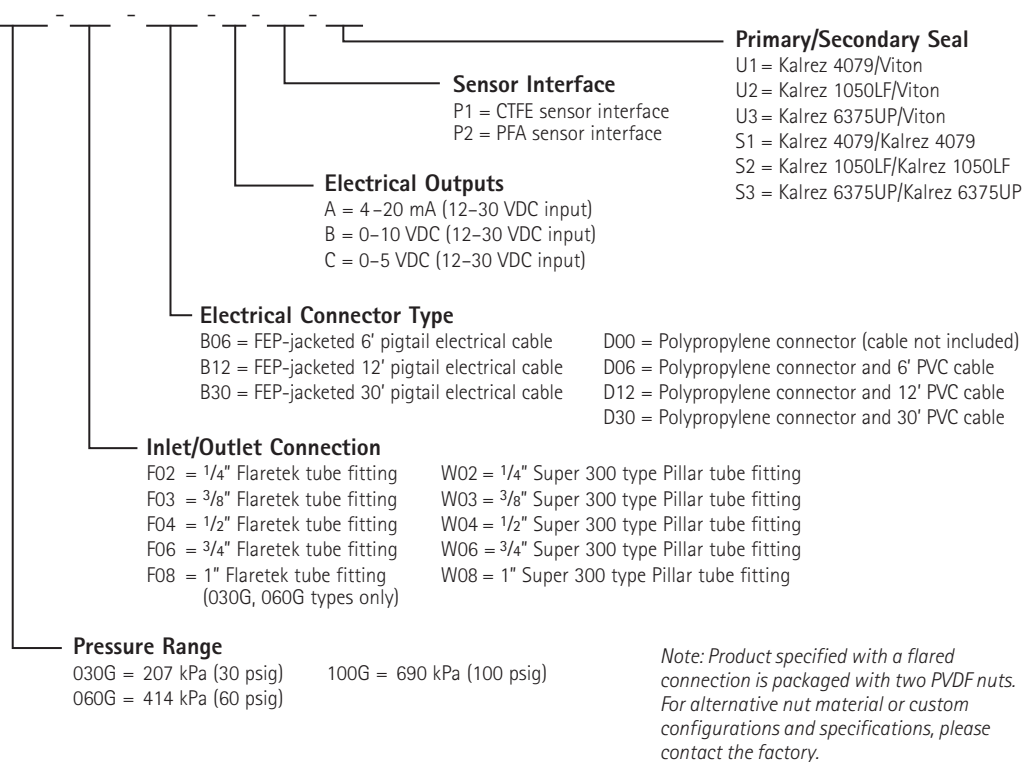 - - - - -
Primary/Secondary Seal
U1 = Kalrez 4079/Viton
U2 = Kalrez 1050LF/Viton
U3 = Kalrez 6375UP/Viton
S1 = Kalrez 4079/Kalrez 4079
S2 = Kalrez 1050LF/Kalrez 1050LF
S3 = Kalrez 6375UP/Kalrez 6375UP
Sensor Interface
P1 = CTFE sensor interface
P2 = PFA sensor interface
Electrical Outputs
A = 4–20 mA (12–30 VDC input)
B = 0–10 VDC (12–30 VDC input)
C = 0–5 VDC (12–30 VDC input)
Electrical Connector Type
B06 = FEP-jacketed 6' pigtail electrical cable
B12 = FEP-jacketed 12' pigtail electrical cable
B30 = FEP-jacketed 30' pigtail electrical cable
D00 = Polypropylene connector (cable not included)
D06 = Polypropylene connector and 6' PVC cable
D12 = Polypropylene connector and 12' PVC cable
D30 = Polypropylene connector and 30' PVC cable
Inlet/Outlet Connection
F02 = 1/4" Flaretek tube fitting
F03 = 3/8" Flaretek tube fitting
F04 = 1/2" Flaretek tube fitting
F06 = 3/4" Flaretek tube fitting
F08 = 1" Flaretek tube fitting
(030G, 060G types only)
W02 = 1/4" Super 300 type Pillar tube fitting
W03 = 3/8" Super 300 type Pillar tube fitting
W04 = 1/2" Super 300 type Pillar tube fitting
W06 = 3/4" Super 300 type Pillar tube fitting
W08 = 1" Super 300 type Pillar tube fitting
Pressure Range
030G = 207 kPa (30 psig)
060G = 414 kPa (60 psig)
100G = 690 kPa (100 psig)
Note: Product specified with a flared
connection is packaged with two PVDF nuts.
For alternative nut material or custom
configurations and specifications, please
contact the factory.